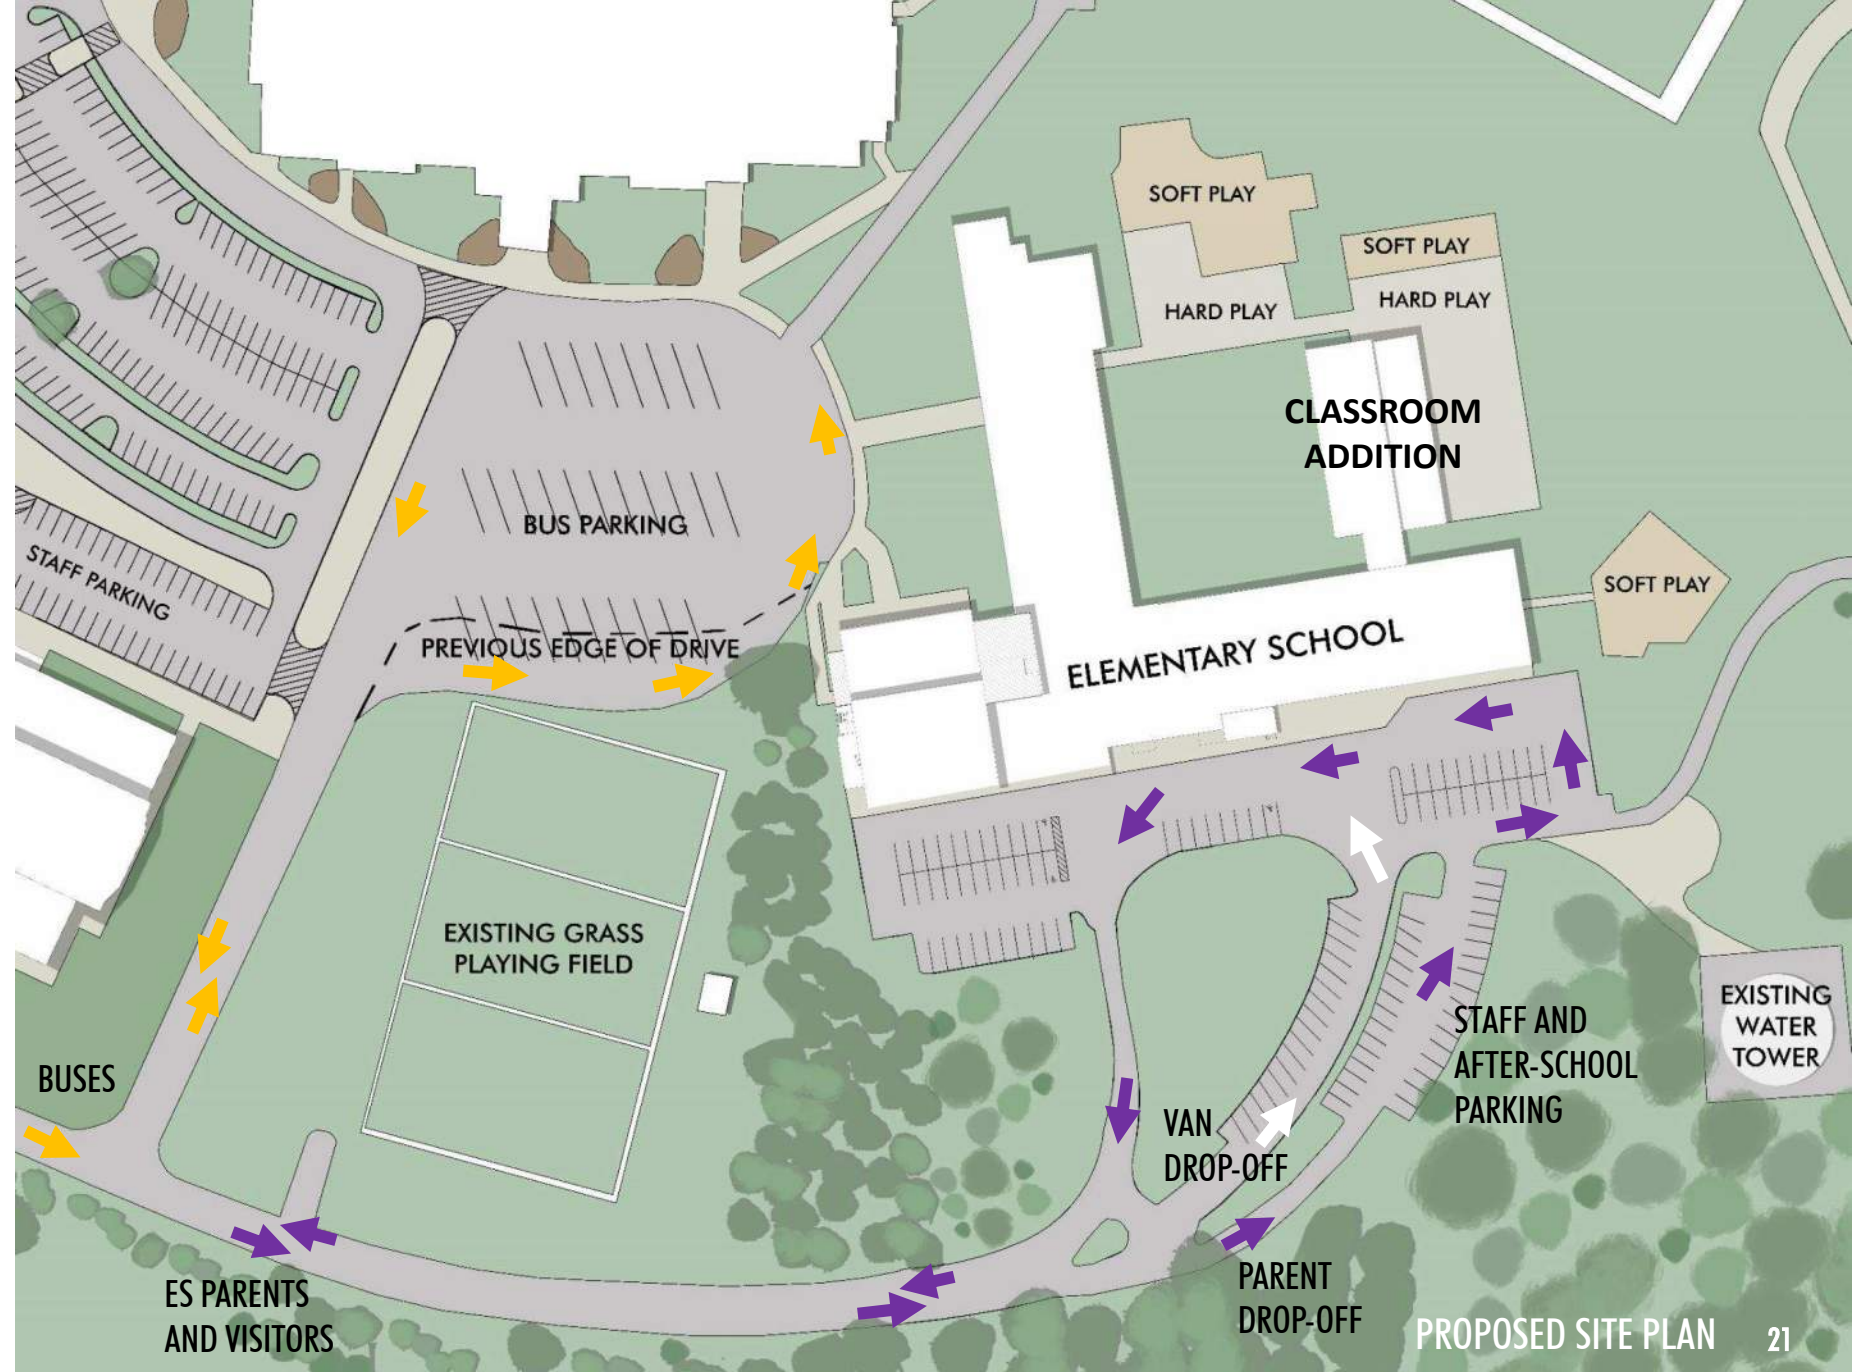 SOFT PLAY
SOFT PLAY
HARD PLAY
HARD PLAY
CLASSROOM
ADDITION
BUS PARKING
STAFF PARKING
SOFT PLAY
PREVIOUS EDGE OF DRIVE
ELEMENTARY SCHOOL
EXISTING GRASS
PLAYING FIELD
STAFF AND
AFTER-SCHOOL
PARKING
EXISTING
WATER
TOWER
BUSES
VAN
DROP-OFF
ES PARENTS
AND VISITORS
PARENT
DROP-OFF
PROPOSED SITE PLAN 21